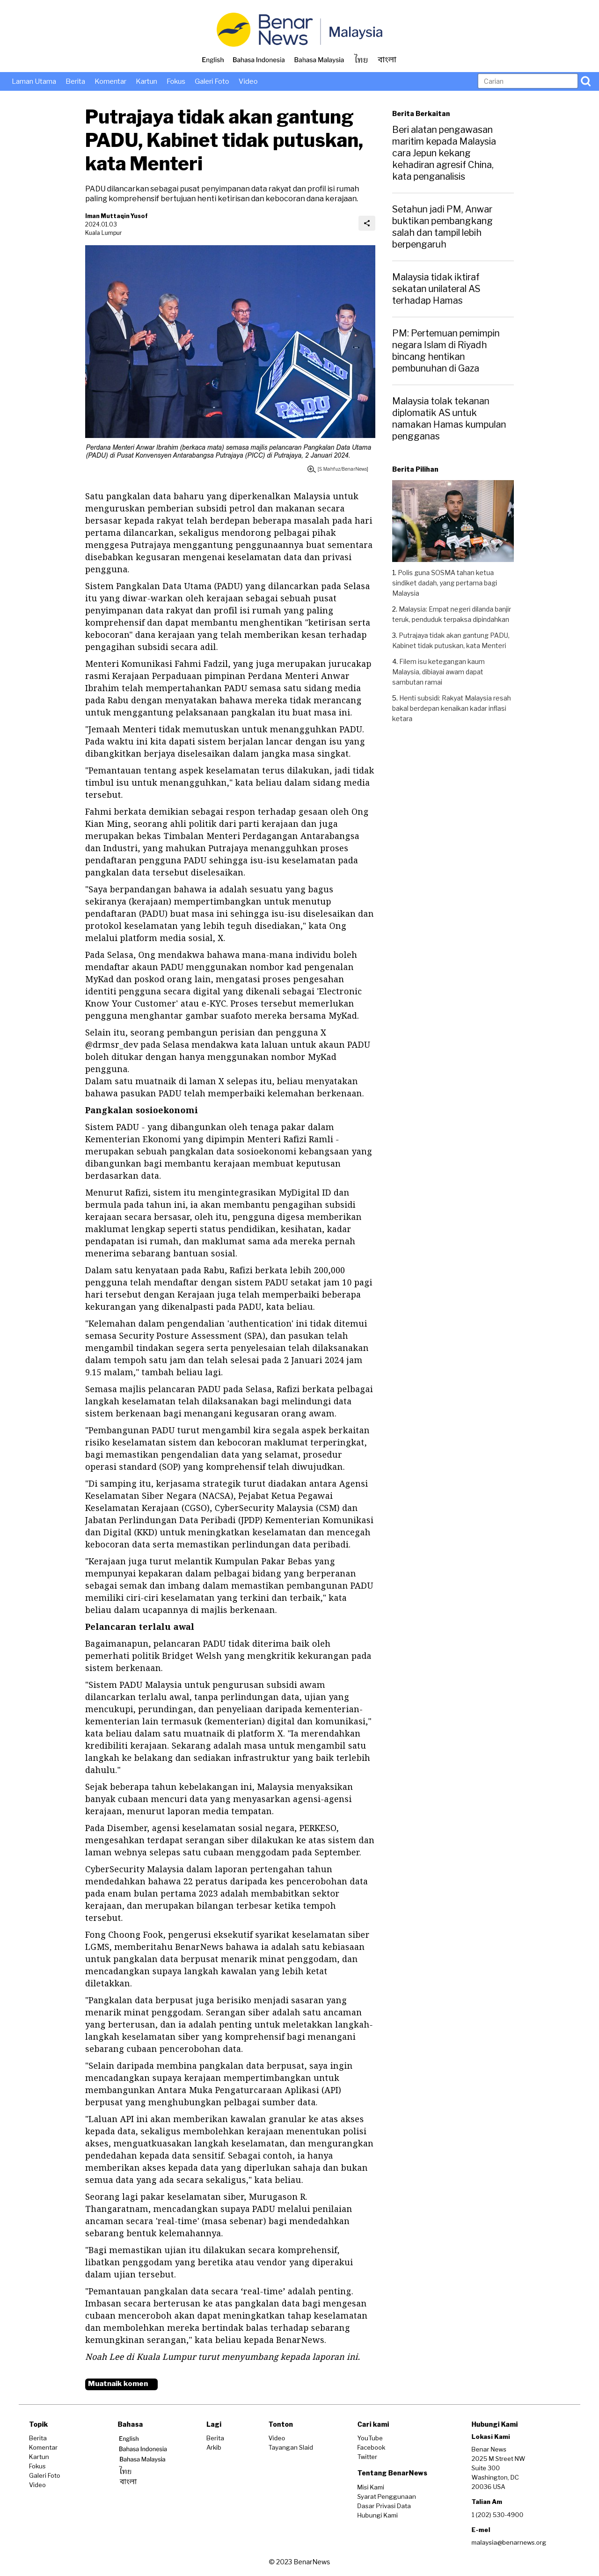 Benar
News
Malaysia
English Bahasa Indonesia Bahasa Malaysia ไทย বাংলা
Laman Utama Berita Komentar Kartun Fokus Galeri Foto Video
Carian
Putrajaya tidak akan gantung
PADU, Kabinet tidak putuskan,
kata Menteri
PADU dilancarkan sebagai pusat penyimpanan data rakyat dan profil isi rumah
paling komprehensif bertujuan henti ketirisan dan kebocoran dana kerajaan.
Iman Muttaqin Yusof
2024.01.03
Kuala Lumpur
PADU
PADU
Perdana Menteri Anwar Ibrahim (berkaca mata) semasa majlis pelancaran Pangkalan Data Utama
(PADU) di Pusat Konvensyen Antarabangsa Putrajaya (PICC) di Putrajaya, 2 Januari 2024.
[S Mahfuz/BenarNews]
Satu pangkalan data baharu yang diperkenalkan Malaysia untuk
menguruskan pemberian subsidi petrol dan makanan secara
bersasar kepada rakyat telah berdepan beberapa masalah pada hari
pertama dilancarkan, sekaligus mendorong pelbagai pihak
menggesa Putrajaya menggantung penggunaannya buat sementara
disebabkan kegusaran mengenai keselamatan data dan privasi
pengguna.
Sistem Pangkalan Data Utama (PADU) yang dilancarkan pada Selasa
itu yang diwar-warkan oleh kerajaan sebagai sebuah pusat
penyimpanan data rakyat dan profil isi rumah yang paling
komprehensif dan dapat membantu menghentikan "ketirisan serta
kebocoran" dana kerajaan yang telah memberikan kesan terhadap
pengagihan subsidi secara adil.
Menteri Komunikasi Fahmi Fadzil, yang juga merupakan jurucakap
rasmi Kerajaan Perpaduan pimpinan Perdana Menteri Anwar
Ibrahim telah mempertahankan PADU semasa satu sidang media
pada Rabu dengan menyatakan bahawa mereka tidak merancang
untuk menggantung pelaksanaan pangkalan itu buat masa ini.
"Jemaah Menteri tidak memutuskan untuk menangguhkan PADU.
Pada waktu ini kita dapati sistem berjalan lancar dengan isu yang
dibangkitkan berjaya diselesaikan dalam jangka masa singkat.
"Pemantauan tentang aspek keselamatan terus dilakukan, jadi tidak
timbul isu untuk menangguhkan," kata beliau dalam sidang media
tersebut.
Fahmi berkata demikian sebagai respon terhadap gesaan oleh Ong
Kian Ming, seorang ahli politik dari parti kerajaan dan juga
merupakan bekas Timbalan Menteri Perdagangan Antarabangsa
dan Industri, yang mahukan Putrajaya menangguhkan proses
pendaftaran pengguna PADU sehingga isu-isu keselamatan pada
pangkalan data tersebut diselesaikan.
"Saya berpandangan bahawa ia adalah sesuatu yang bagus
sekiranya (kerajaan) mempertimbangkan untuk menutup
pendaftaran (PADU) buat masa ini sehingga isu-isu diselesaikan dan
protokol keselamatan yang lebih teguh disediakan," kata Ong
melalui platform media sosial, X.
Pada Selasa, Ong mendakwa bahawa mana-mana individu boleh
mendaftar akaun PADU menggunakan nombor kad pengenalan
MyKad dan poskod orang lain, mengatasi proses pengesahan
identiti pengguna secara digital yang dikenali sebagai 'Electronic
Know Your Customer' atau e-KYC. Proses tersebut memerlukan
pengguna menghantar gambar suafoto mereka bersama MyKad.
Selain itu, seorang pembangun perisian dan pengguna X
@drmsr_dev pada Selasa mendakwa kata laluan untuk akaun PADU
boleh ditukar dengan hanya menggunakan nombor MyKad
pengguna.
Dalam satu muatnaik di laman X selepas itu, beliau menyatakan
bahawa pasukan PADU telah memperbaiki kelemahan berkenaan.
Pangkalan sosioekonomi
Sistem PADU - yang dibangunkan oleh tenaga pakar dalam
Kementerian Ekonomi yang dipimpin Menteri Rafizi Ramli -
merupakan sebuah pangkalan data sosioekonomi kebangsaan yang
dibangunkan bagi membantu kerajaan membuat keputusan
berdasarkan data.
Menurut Rafizi, sistem itu mengintegrasikan MyDigital ID dan
bermula pada tahun ini, ia akan membantu pengagihan subsidi
kerajaan secara bersasar, oleh itu, pengguna digesa memberikan
maklumat lengkap seperti status pendidikan, kesihatan, kadar
pendapatan isi rumah, dan maklumat sama ada mereka pernah
menerima sebarang bantuan sosial.
Dalam satu kenyataan pada Rabu, Rafizi berkata lebih 200,000
pengguna telah mendaftar dengan sistem PADU setakat jam 10 pagi
hari tersebut dengan Kerajaan juga telah memperbaiki beberapa
kekurangan yang dikenalpasti pada PADU, kata beliau.
"Kelemahan dalam pengendalian 'authentication' ini tidak ditemui
semasa Security Posture Assessment (SPA), dan pasukan telah
mengambil tindakan segera serta penyelesaian telah dilaksanakan
dalam tempoh satu jam dan telah selesai pada 2 Januari 2024 jam
9.15 malam," tambah beliau lagi.
Semasa majlis pelancaran PADU pada Selasa, Rafizi berkata pelbagai
langkah keselamatan telah dilaksanakan bagi melindungi data
sistem berkenaan bagi menangani kegusaran orang awam.
"Pembangunan PADU turut mengambil kira segala aspek berkaitan
risiko keselamatan sistem dan kebocoran maklumat terperingkat,
bagi memastikan pengendalian data yang selamat, prosedur
operasi standard (SOP) yang komprehensif telah diwujudkan.
"Di samping itu, kerjasama strategik turut diadakan antara Agensi
Keselamatan Siber Negara (NACSA), Pejabat Ketua Pegawai
Keselamatan Kerajaan (CGSO), CyberSecurity Malaysia (CSM) dan
Jabatan Perlindungan Data Peribadi (JPDP) Kementerian Komunikasi
dan Digital (KKD) untuk meningkatkan keselamatan dan mencegah
kebocoran data serta memastikan perlindungan data peribadi.
"Kerajaan juga turut melantik Kumpulan Pakar Bebas yang
mempunyai kepakaran dalam pelbagai bidang yang berperanan
sebagai semak dan imbang dalam memastikan pembangunan PADU
memiliki ciri-ciri keselamatan yang terkini dan terbaik," kata
beliau dalam ucapannya di majlis berkenaan.
Pelancaran terlalu awal
Bagaimanapun, pelancaran PADU tidak diterima baik oleh
pemerhati politik Bridget Welsh yang mengkritik kekurangan pada
sistem berkenaan.
"Sistem PADU Malaysia untuk pengurusan subsidi awam
dilancarkan terlalu awal, tanpa perlindungan data, ujian yang
mencukupi, perundingan, dan penyeliaan daripada kementerian-
kementerian lain termasuk (kementerian) digital dan komunikasi,"
kata beliau dalam satu muatnaik di platform X. "Ia merendahkan
kredibiliti kerajaan. Sekarang adalah masa untuk mengambil satu
langkah ke belakang dan sediakan infrastruktur yang baik terlebih
dahulu."
Sejak beberapa tahun kebelakangan ini, Malaysia menyaksikan
banyak cubaan mencuri data yang menyasarkan agensi-agensi
kerajaan, menurut laporan media tempatan.
Pada Disember, agensi keselamatan sosial negara, PERKESO,
mengesahkan terdapat serangan siber dilakukan ke atas sistem dan
laman webnya selepas satu cubaan menggodam pada September.
CyberSecurity Malaysia dalam laporan pertengahan tahun
mendedahkan bahawa 22 peratus daripada kes pencerobohan data
pada enam bulan pertama 2023 adalah membabitkan sektor
kerajaan, dan merupakan bilangan terbesar ketika tempoh
tersebut.
Fong Choong Fook, pengerusi eksekutif syarikat keselamatan siber
LGMS, memberitahu BenarNews bahawa ia adalah satu kebiasaan
untuk pangkalan data berpusat menarik minat penggodam, dan
mencadangkan supaya langkah kawalan yang lebih ketat
diletakkan.
"Pangkalan data berpusat juga berisiko menjadi sasaran yang
menarik minat penggodam. Serangan siber adalah satu ancaman
yang berterusan, dan ia adalah penting untuk meletakkan langkah-
langkah keselamatan siber yang komprehensif bagi menangani
sebarang cubaan pencerobohan data.
"Selain daripada membina pangkalan data berpusat, saya ingin
mencadangkan supaya kerajaan mempertimbangkan untuk
membangunkan Antara Muka Pengaturcaraan Aplikasi (API)
berpusat yang menghubungkan pelbagai sumber data.
"Laluan API ini akan memberikan kawalan granular ke atas akses
kepada data, sekaligus membolehkan kerajaan menentukan polisi
akses, menguatkuasakan langkah keselamatan, dan mengurangkan
pendedahan kepada data sensitif. Sebagai contoh, ia hanya
memberikan akses kepada data yang diperlukan sahaja dan bukan
semua data yang ada secara sekaligus," kata beliau.
Seorang lagi pakar keselamatan siber, Murugason R.
Thangaratnam, mencadangkan supaya PADU melalui penilaian
ancaman secara 'real-time' (masa sebenar) bagi mendedahkan
sebarang bentuk kelemahannya.
"Bagi memastikan ujian itu dilakukan secara komprehensif,
libatkan penggodam yang beretika atau vendor yang diperakui
dalam ujian tersebut.
"Pemantauan pangkalan data secara ‘real-time’ adalah penting.
Imbasan secara berterusan ke atas pangkalan data bagi mengesan
cubaan menceroboh akan dapat meningkatkan tahap keselamatan
dan membolehkan mereka bertindak balas terhadap sebarang
kemungkinan serangan," kata beliau kepada BenarNews.
Noah Lee di Kuala Lumpur turut menyumbang kepada laporan ini.
Muatnaik komen
Berita Berkaitan
Beri alatan pengawasan
maritim kepada Malaysia
cara Jepun kekang
kehadiran agresif China,
kata penganalisis
Setahun jadi PM, Anwar
buktikan pembangkang
salah dan tampil lebih
berpengaruh
Malaysia tidak iktiraf
sekatan unilateral AS
terhadap Hamas
PM: Pertemuan pemimpin
negara Islam di Riyadh
bincang hentikan
pembunuhan di Gaza
Malaysia tolak tekanan
diplomatik AS untuk
namakan Hamas kumpulan
pengganas
Berita Pilihan
1. Polis guna SOSMA tahan ketua
sindiket dadah, yang pertama bagi
Malaysia
2. Malaysia: Empat negeri dilanda banjir
teruk, penduduk terpaksa dipindahkan
3. Putrajaya tidak akan gantung PADU,
Kabinet tidak putuskan, kata Menteri
4. Filem isu ketegangan kaum
Malaysia, dibiayai awam dapat
sambutan ramai
5. Henti subsidi: Rakyat Malaysia resah
bakal berdepan kenaikan kadar inflasi
ketara
Topik
Berita
Komentar
Kartun
Fokus
Galeri Foto
Video
Bahasa
English
Bahasa Indonesia
Bahasa Malaysia
ไทย
বাংলা
Lagi
Berita
Arkib
Tonton
Video
Tayangan Slaid
Cari kami
YouTube
Facebook
Twitter
Tentang BenarNews
Misi Kami
Syarat Penggunaan
Dasar Privasi Data
Hubungi Kami
Hubungi Kami
Lokasi Kami
Benar News
2025 M Street NW
Suite 300
Washington, DC
20036 USA
Talian Am
1 (202) 530-4900
E-mel
malaysia@benarnews.org
© 2023 BenarNews